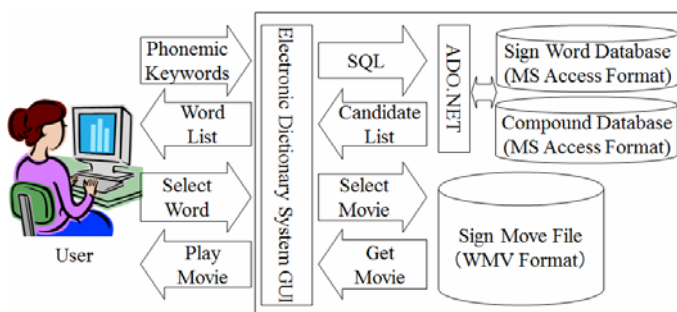 Phonemic
Keywords
Word
List
Select
Word
Play
Movie
User
Electronic Dictionary System GUI
SQL
Candidate
List
Select
Movie
Get
Movie
ADO.NET
Sign Word Database
(MS Access Format)
Compound Database
(MS Access Format)
Sign Move File
(WMV Format)